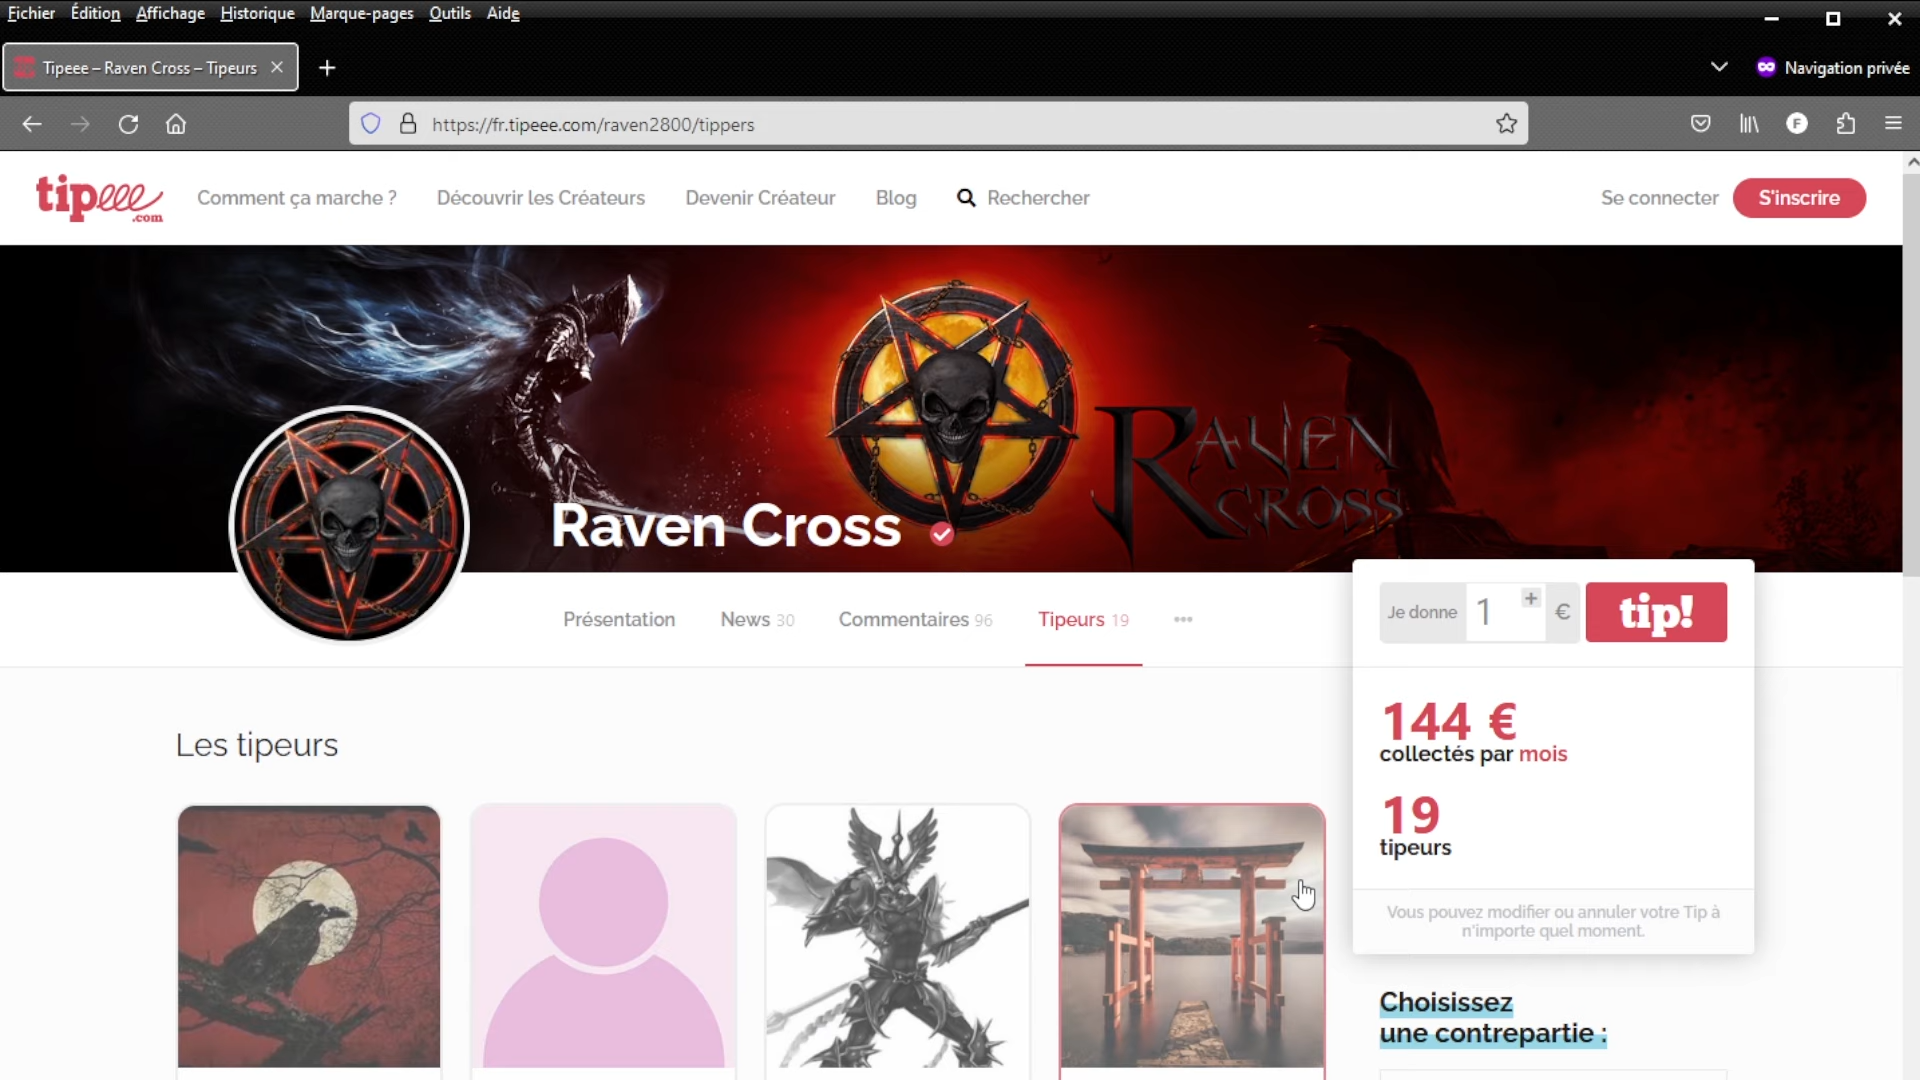 Fichier Édition Affichage Historique Marque-pages Outils Aide
Tipeee – Raven Cross – Tipeurs
Navigation privée
https://fr.tipeee.com/raven2800/tippers
tipeee.com
Comment ça marche ?
Découvrir les Créateurs
Devenir Créateur
Blog
Rechercher
Se connecter
S'inscrire
RAVEN
CROSS
Raven Cross
Présentation
News 30
Commentaires 96
Tipeurs 19
Je donne 1 + €
tip!
144 €
collectés par mois
19
tipeurs
Vous pouvez modifier ou annuler votre Tip à
n'importe quel moment.
Les tipeurs
Choisissez
une contrepartie :